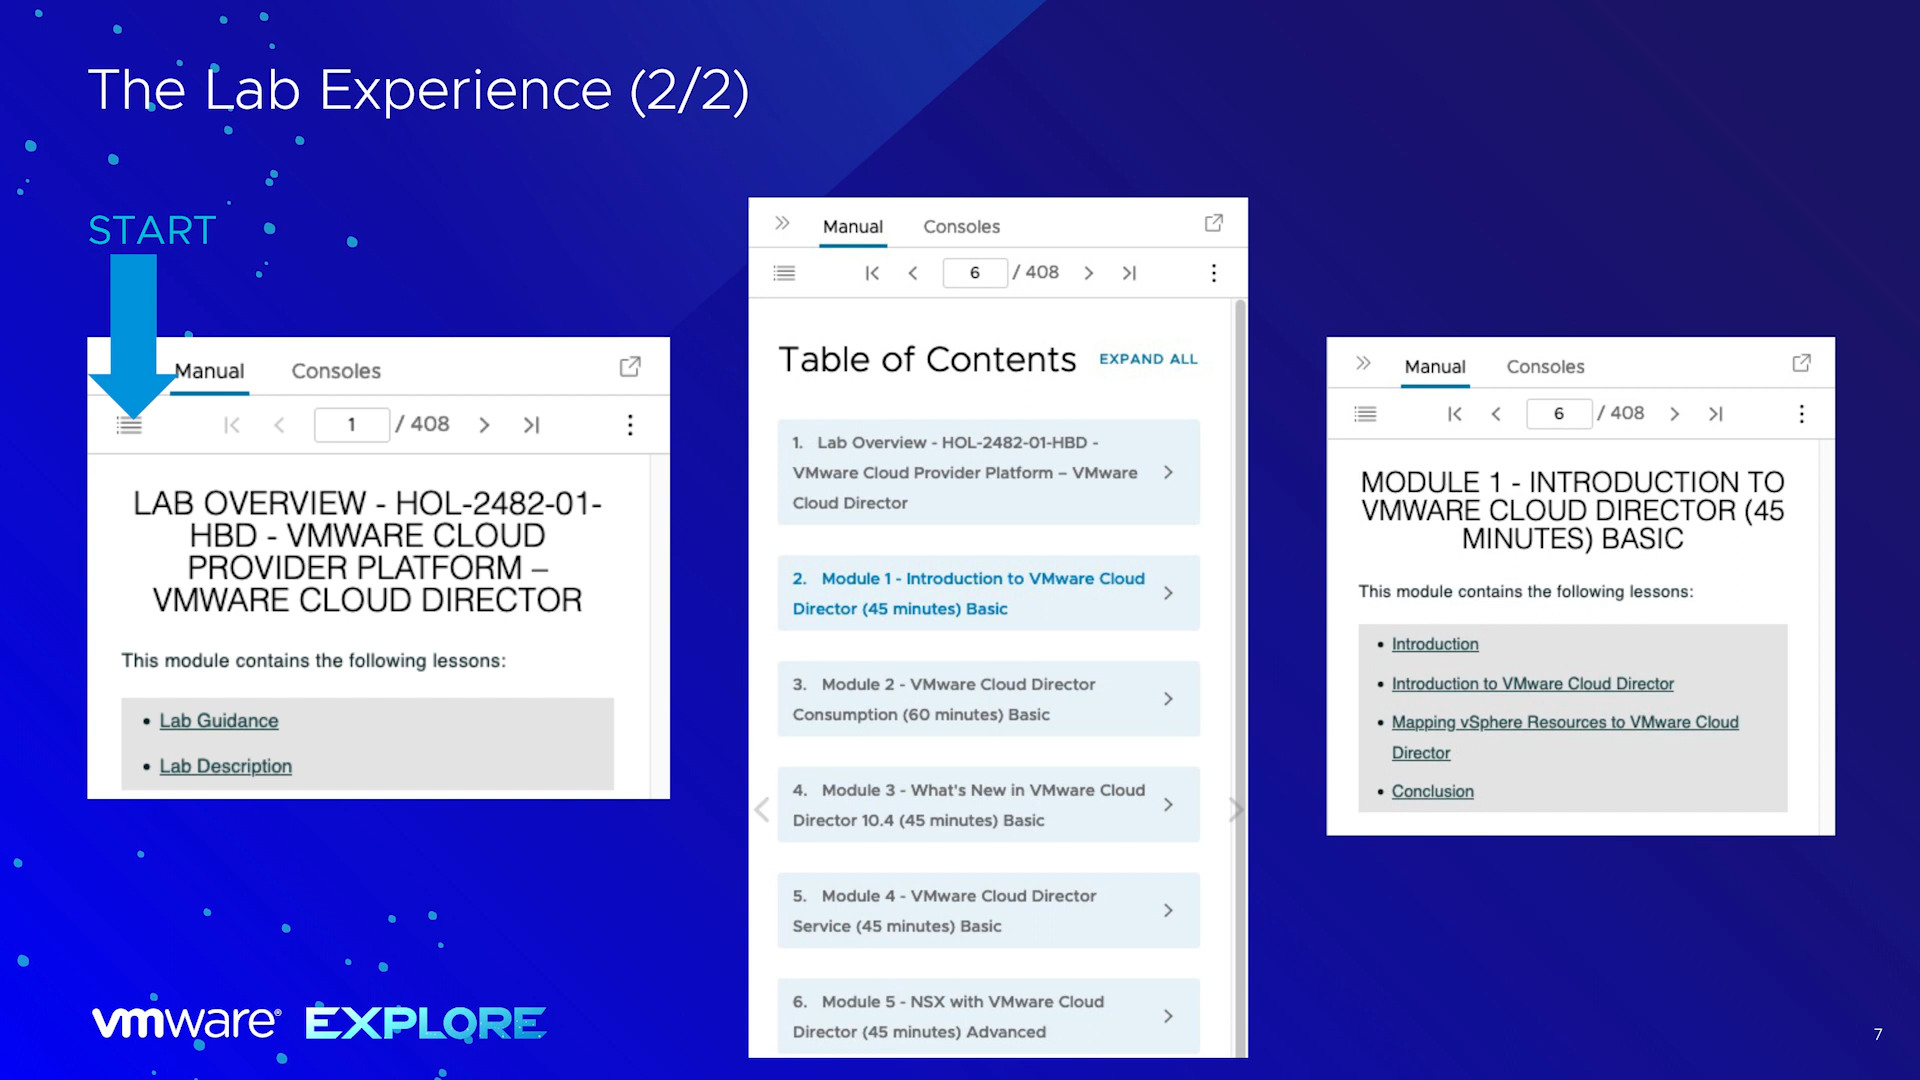 The Lab Experience (2/2)
START
Manual Consoles
1 / 408
LAB OVERVIEW - HOL-2482-01-
HBD - VMWARE CLOUD
PROVIDER PLATFORM –
VMWARE CLOUD DIRECTOR
This module contains the following lessons:
• Lab Guidance
• Lab Description
Manual Consoles
6 / 408
Table of Contents EXPAND ALL
1. Lab Overview - HOL-2482-01-HBD -
VMware Cloud Provider Platform – VMware
Cloud Director
2. Module 1 - Introduction to VMware Cloud
Director (45 minutes) Basic
3. Module 2 - VMware Cloud Director
Consumption (60 minutes) Basic
4. Module 3 - What's New in VMware Cloud
Director 10.4 (45 minutes) Basic
5. Module 4 - VMware Cloud Director
Service (45 minutes) Basic
6. Module 5 - NSX with VMware Cloud
Director (45 minutes) Advanced
Manual Consoles
6 / 408
MODULE 1 - INTRODUCTION TO
VMWARE CLOUD DIRECTOR (45
MINUTES) BASIC
This module contains the following lessons:
• Introduction
• Introduction to VMware Cloud Director
• Mapping vSphere Resources to VMware Cloud
Director
• Conclusion
vmware® EXPLORE
7